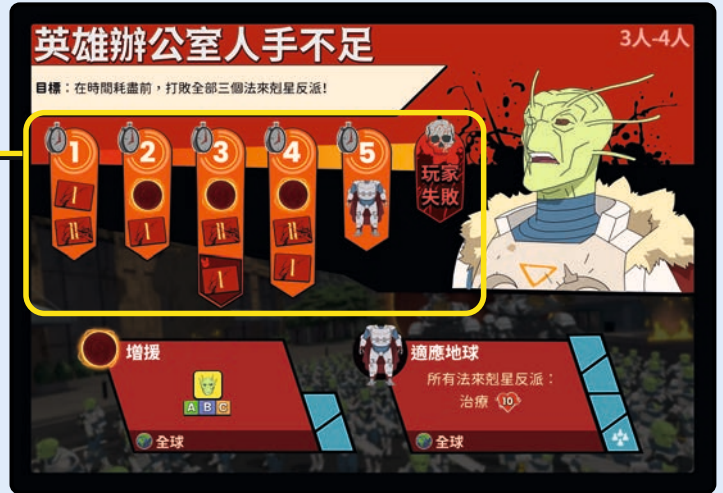 英雄辦公室人手不足
3人-4人
目標：在時間耗盡前，打敗全部三個法來剋星反派！
1
2
3
4
5
玩家
失敗
I
I
I
II
II
II
I
I
增援
A B C
全球
適應地球
所有法來剋星反派：
治療 10
全球